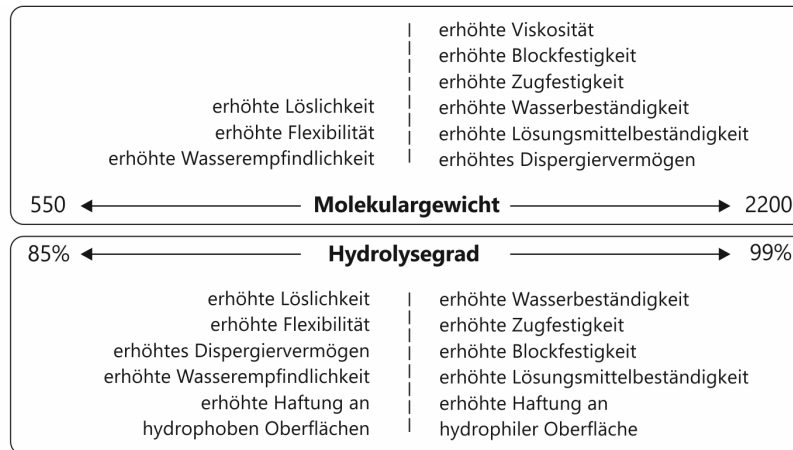 erhöhte Viskosität
erhöhte Blockfestigkeit
erhöhte Zugfestigkeit
erhöhte Löslichkeit erhöhte Wasserbeständigkeit
erhöhte Flexibilität erhöhte Lösungsmittelbeständigkeit
erhöhte Wasserempfindlichkeit erhöhtes Dispergiervermögen
550 Molekulargewicht 2200
85% Hydrolysegrad 99%
erhöhte Löslichkeit erhöhte Wasserbeständigkeit
erhöhte Flexibilität erhöhte Zugfestigkeit
erhöhtes Dispergiervermögen erhöhte Blockfestigkeit
erhöhte Wasserempfindlichkeit erhöhte Lösungsmittelbeständigkeit
erhöhte Haftung an erhöhte Haftung an
hydrophoben Oberflächen hydrophiler Oberfläche